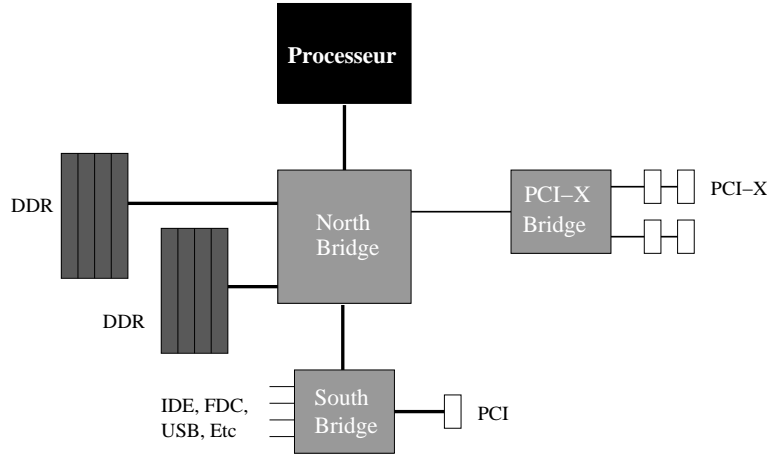 Processeur
DDR
North
Bridge
PCI−X
Bridge
PCI−X
DDR
IDE, FDC,
USB, Etc
South
Bridge
PCI